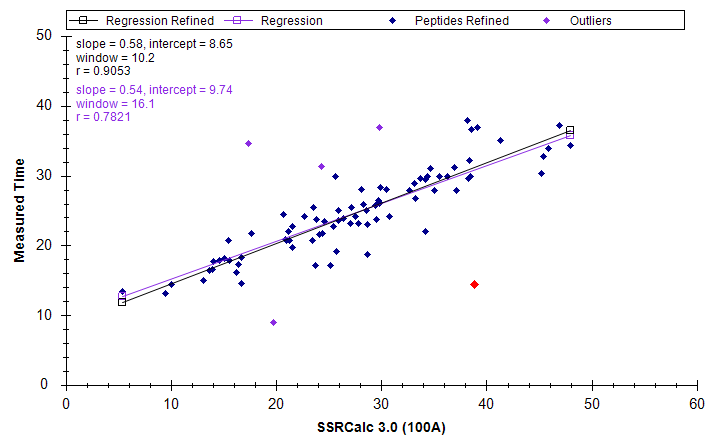 Regression Refined Regression Peptides Refined Outliers
slope = 0.58, intercept = 8.65
window = 10.2
r = 0.9053
slope = 0.54, intercept = 9.74
window = 16.1
r = 0.7821
50
40
30
20
10
0
Measured Time
0 10 20 30 40 50 60
SSRCalc 3.0 (100A)